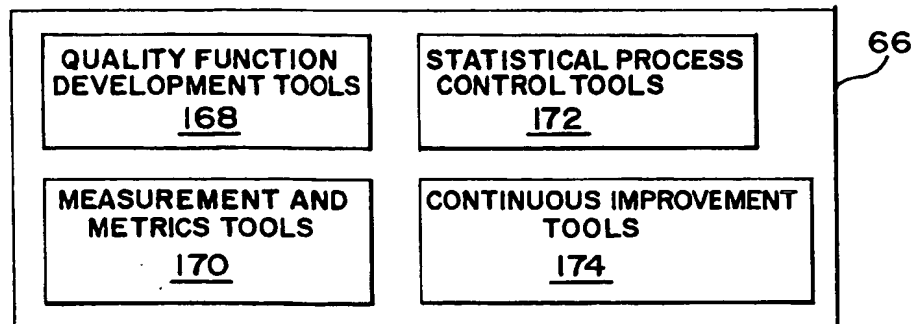 QUALITY FUNCTION
DEVELOPMENT TOOLS
168
STATISTICAL PROCESS
CONTROL TOOLS
172
66
MEASUREMENT AND
METRICS TOOLS
170
CONTINUOUS IMPROVEMENT
TOOLS
174